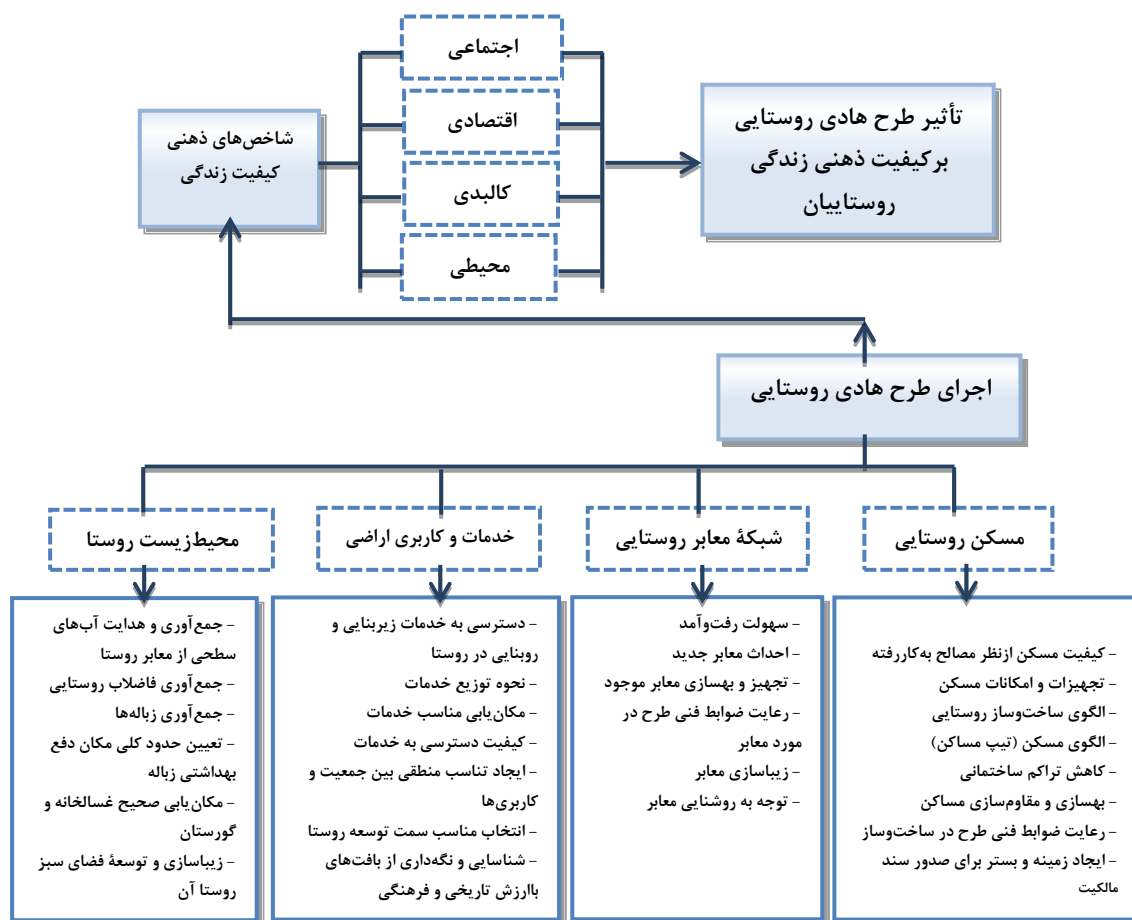 اجتماعی
اقتصادی
کالبدی
محیطی
تأثیر طرح هادی روستایی
برکیفیت ذهنی زندگی
روستاییان
شاخص‌های ذهنی
کیفیت زندگی
اجرای طرح هادی روستایی
مسکن روستایی
شبکهٔ معابر روستایی
خدمات و کاربری اراضی
محیط‌زیست روستا
- کیفیت مسکن ازنظر مصالح به‌کاررفته
- تجهیزات و امکانات مسکن
- الگوی ساخت‌وساز روستایی
- الگوی مسکن (تیپ مساکن)
- کاهش تراکم ساختمانی
- بهسازی و مقاوم‌سازی مساکن
- رعایت ضوابط فنی طرح در ساخت‌وساز
- ایجاد زمینه و بستر برای صدور سند
مالکیت
- سهولت رفت‌وآمد
- احداث معابر جدید
- تجهیز و بهسازی معابر موجود
- رعایت ضوابط فنی طرح در
مورد معابر
- زیباسازی معابر
- توجه به روشنایی معابر
- دسترسی به خدمات زیربنایی و
روبنایی در روستا
- نحوه توزیع خدمات
- مکان‌یابی مناسب خدمات
- کیفیت دسترسی به خدمات
- ایجاد تناسب منطقی بین جمعیت و
کاربری‌ها
- انتخاب مناسب سمت توسعه روستا
- شناسایی و نگه‌داری از بافت‌های
باارزش تاریخی و فرهنگی
- جمع‌آوری و هدایت آب‌های
سطحی از معابر روستا
- جمع‌آوری فاضلاب روستایی
- جمع‌آوری زباله‌ها
- تعیین حدود کلی مکان دفع
بهداشتی زباله
- مکان‌یابی صحیح غسالخانه و
گورستان
- زیباسازی و توسعهٔ فضای سبز
روستا آن